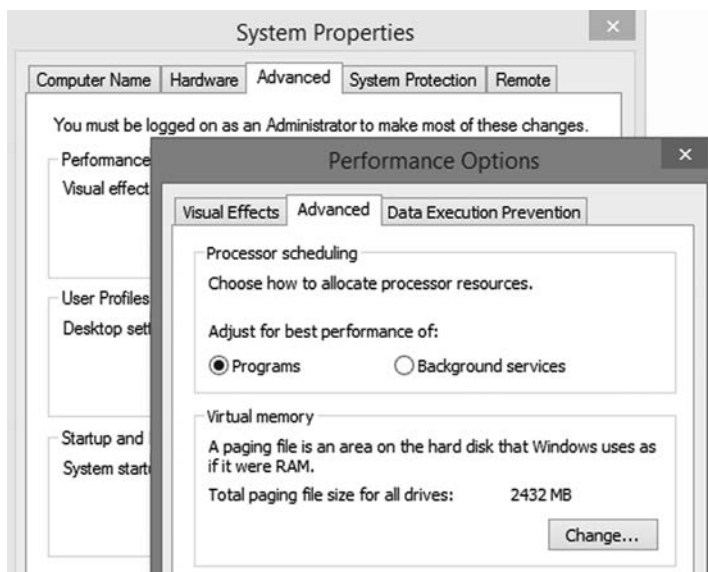 System Properties
Computer Name Hardware Advanced System Protection Remote
You must be logged on as an Administrator to make most of these changes.
Performance
Visual effect
User Profiles
Desktop sett
Startup and
System start
Performance Options
Visual Effects Advanced Data Execution Prevention
Processor scheduling
Choose how to allocate processor resources.
Adjust for best performance of:
Programs Background services
Virtual memory
A paging file is an area on the hard disk that Windows uses as
if it were RAM.
Total paging file size for all drives: 2432 MB
Change...